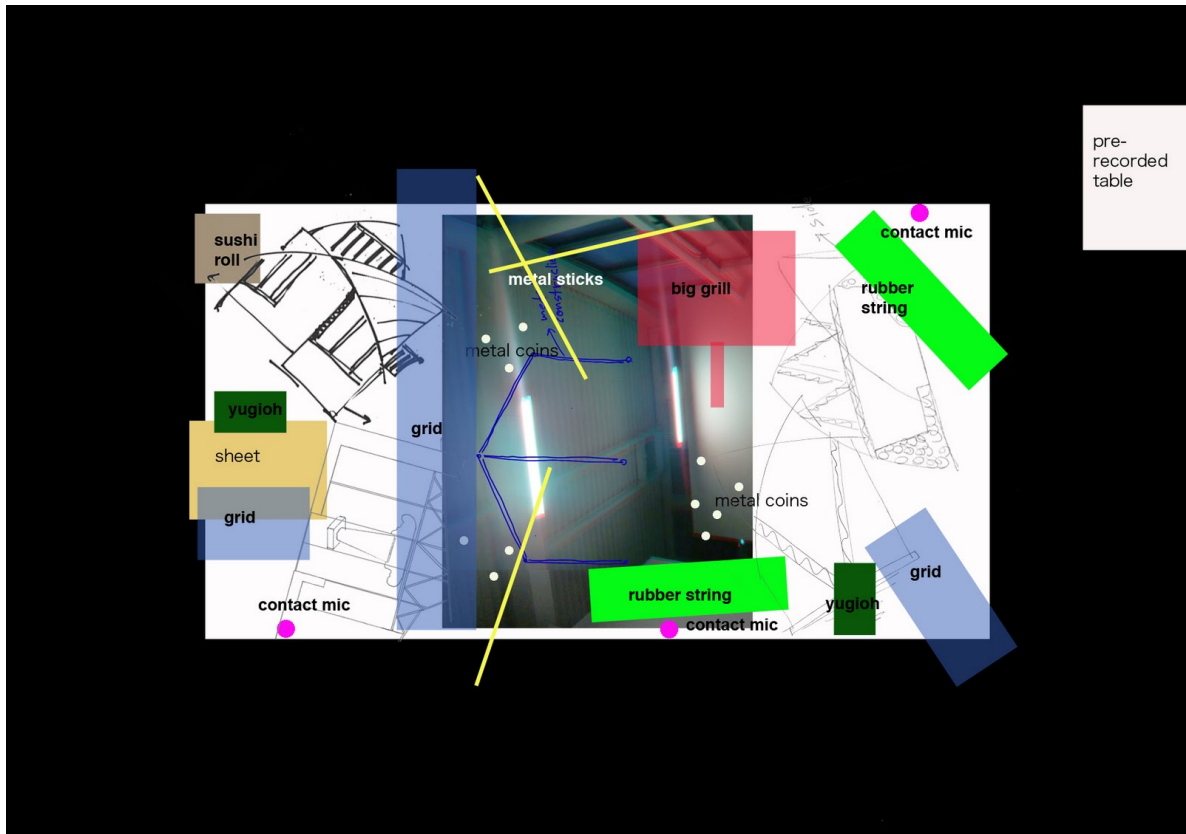 pre-
recorded
table
contact mic
sushi
roll
metal sticks
big grill
rubber
string
metal coins
yugioh
grid
sheet
metal coins
grid
grid
rubber string
yugioh
contact mic
contact mic